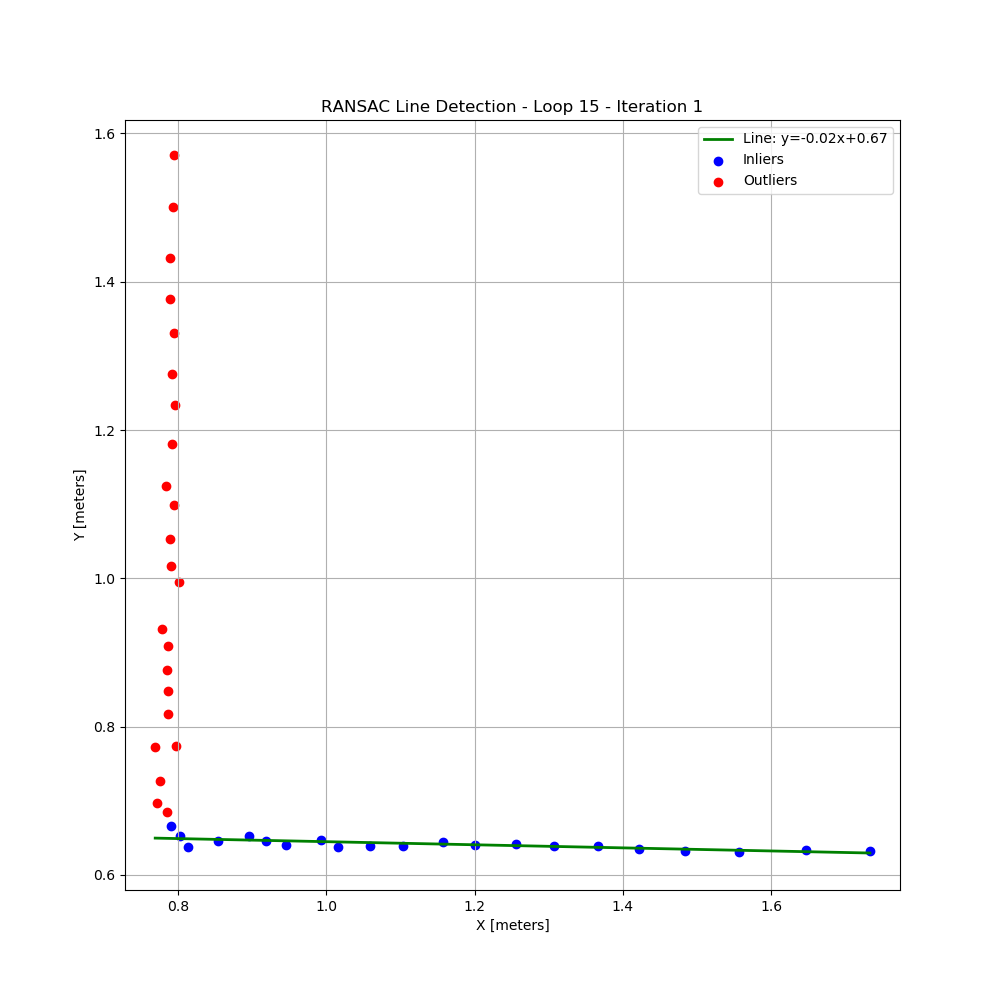 RANSAC Line Detection - Loop 15 - Iteration 1
Line: y=-0.02x+0.67
Inliers
Outliers
1.6
1.4
1.2
1.0
0.8
0.6
Y [meters]
0.8 1.0 1.2 1.4 1.6
X [meters]